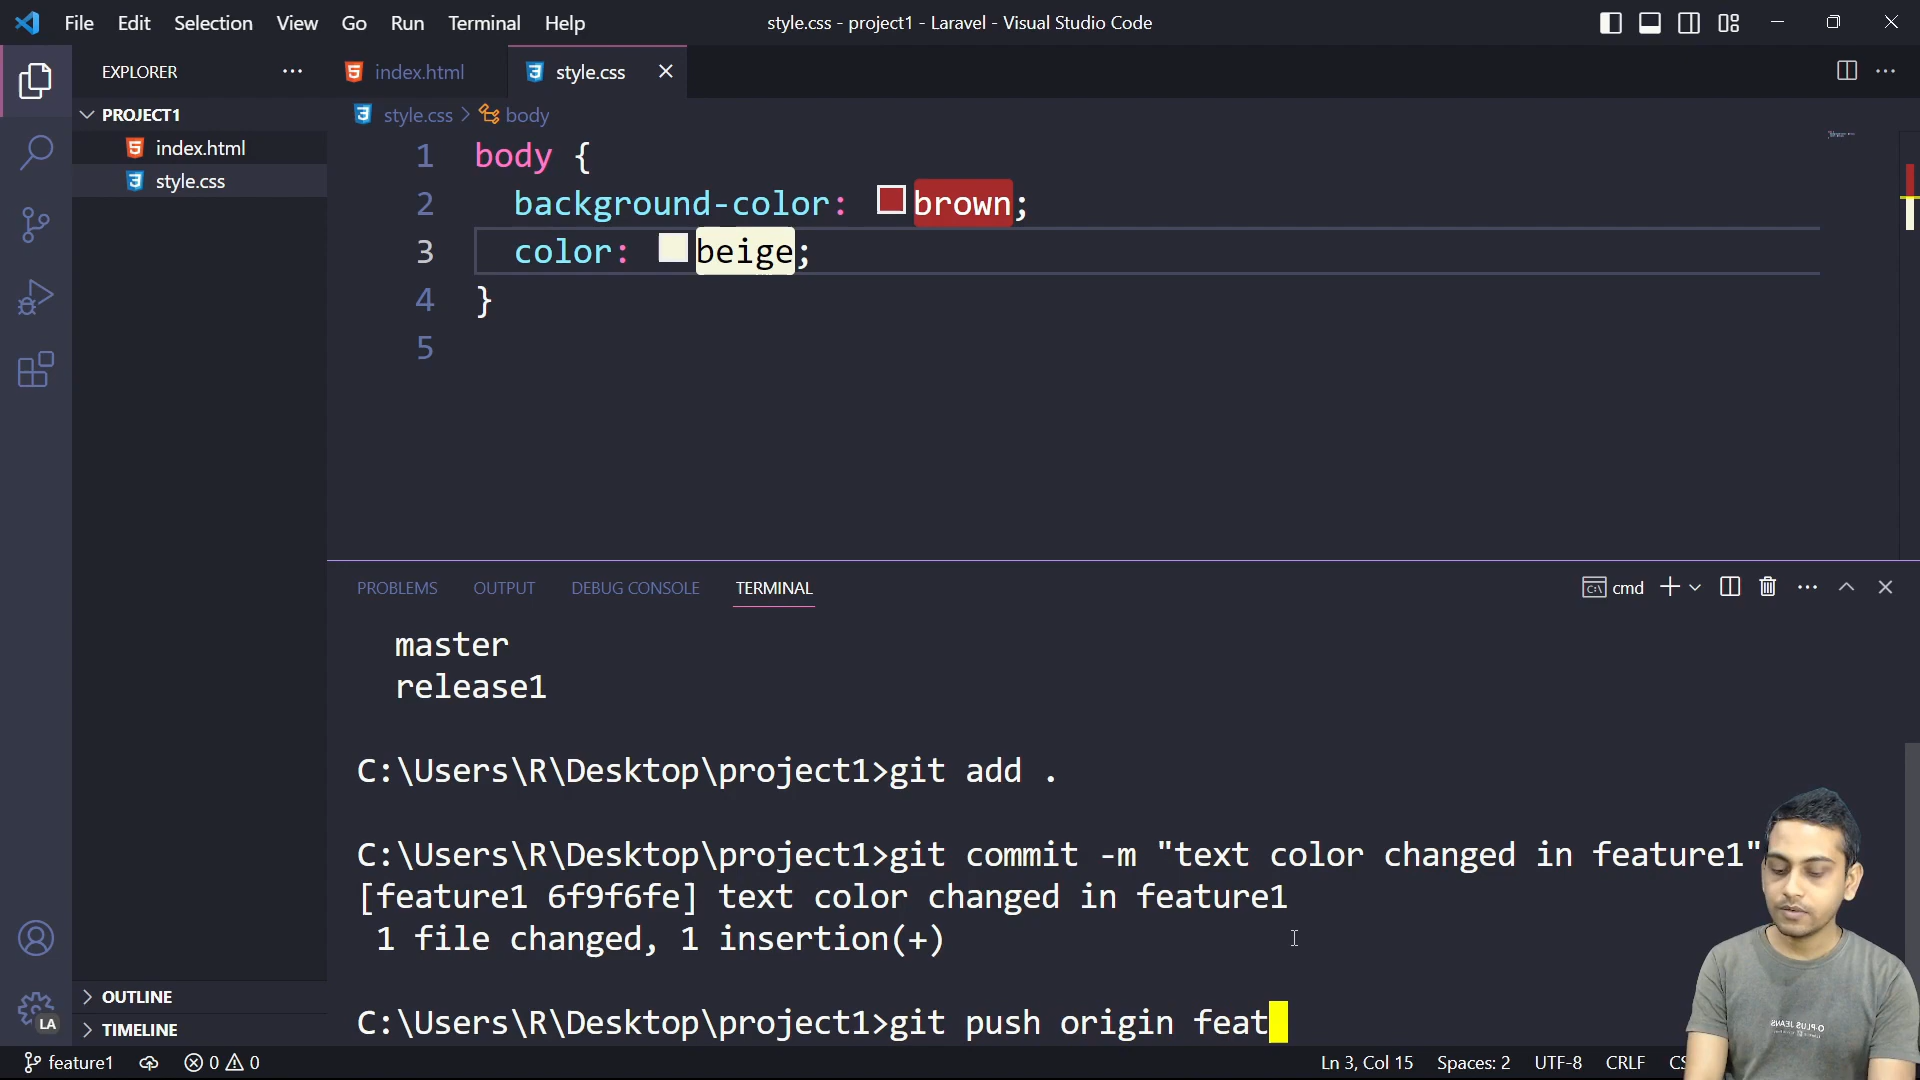 File Edit Selection View Go Run Terminal Help
style.css - project1 - Laravel - Visual Studio Code
EXPLORER
index.html
style.css
PROJECT1
index.html
style.css
style.css > body
1 body {
2 background-color: brown;
3 color: beige;
4 }
5
PROBLEMS OUTPUT DEBUG CONSOLE TERMINAL
cmd
master
release1
C:\Users\R\Desktop\project1>git add .
C:\Users\R\Desktop\project1>git commit -m "text color changed in feature1"
[feature1 6f9f6fe] text color changed in feature1
1 file changed, 1 insertion(+)
C:\Users\R\Desktop\project1>git push origin feat
OUTLINE
TIMELINE
LA
feature1 0 0
Ln 3, Col 15 Spaces: 2 UTF-8 CRLF CS